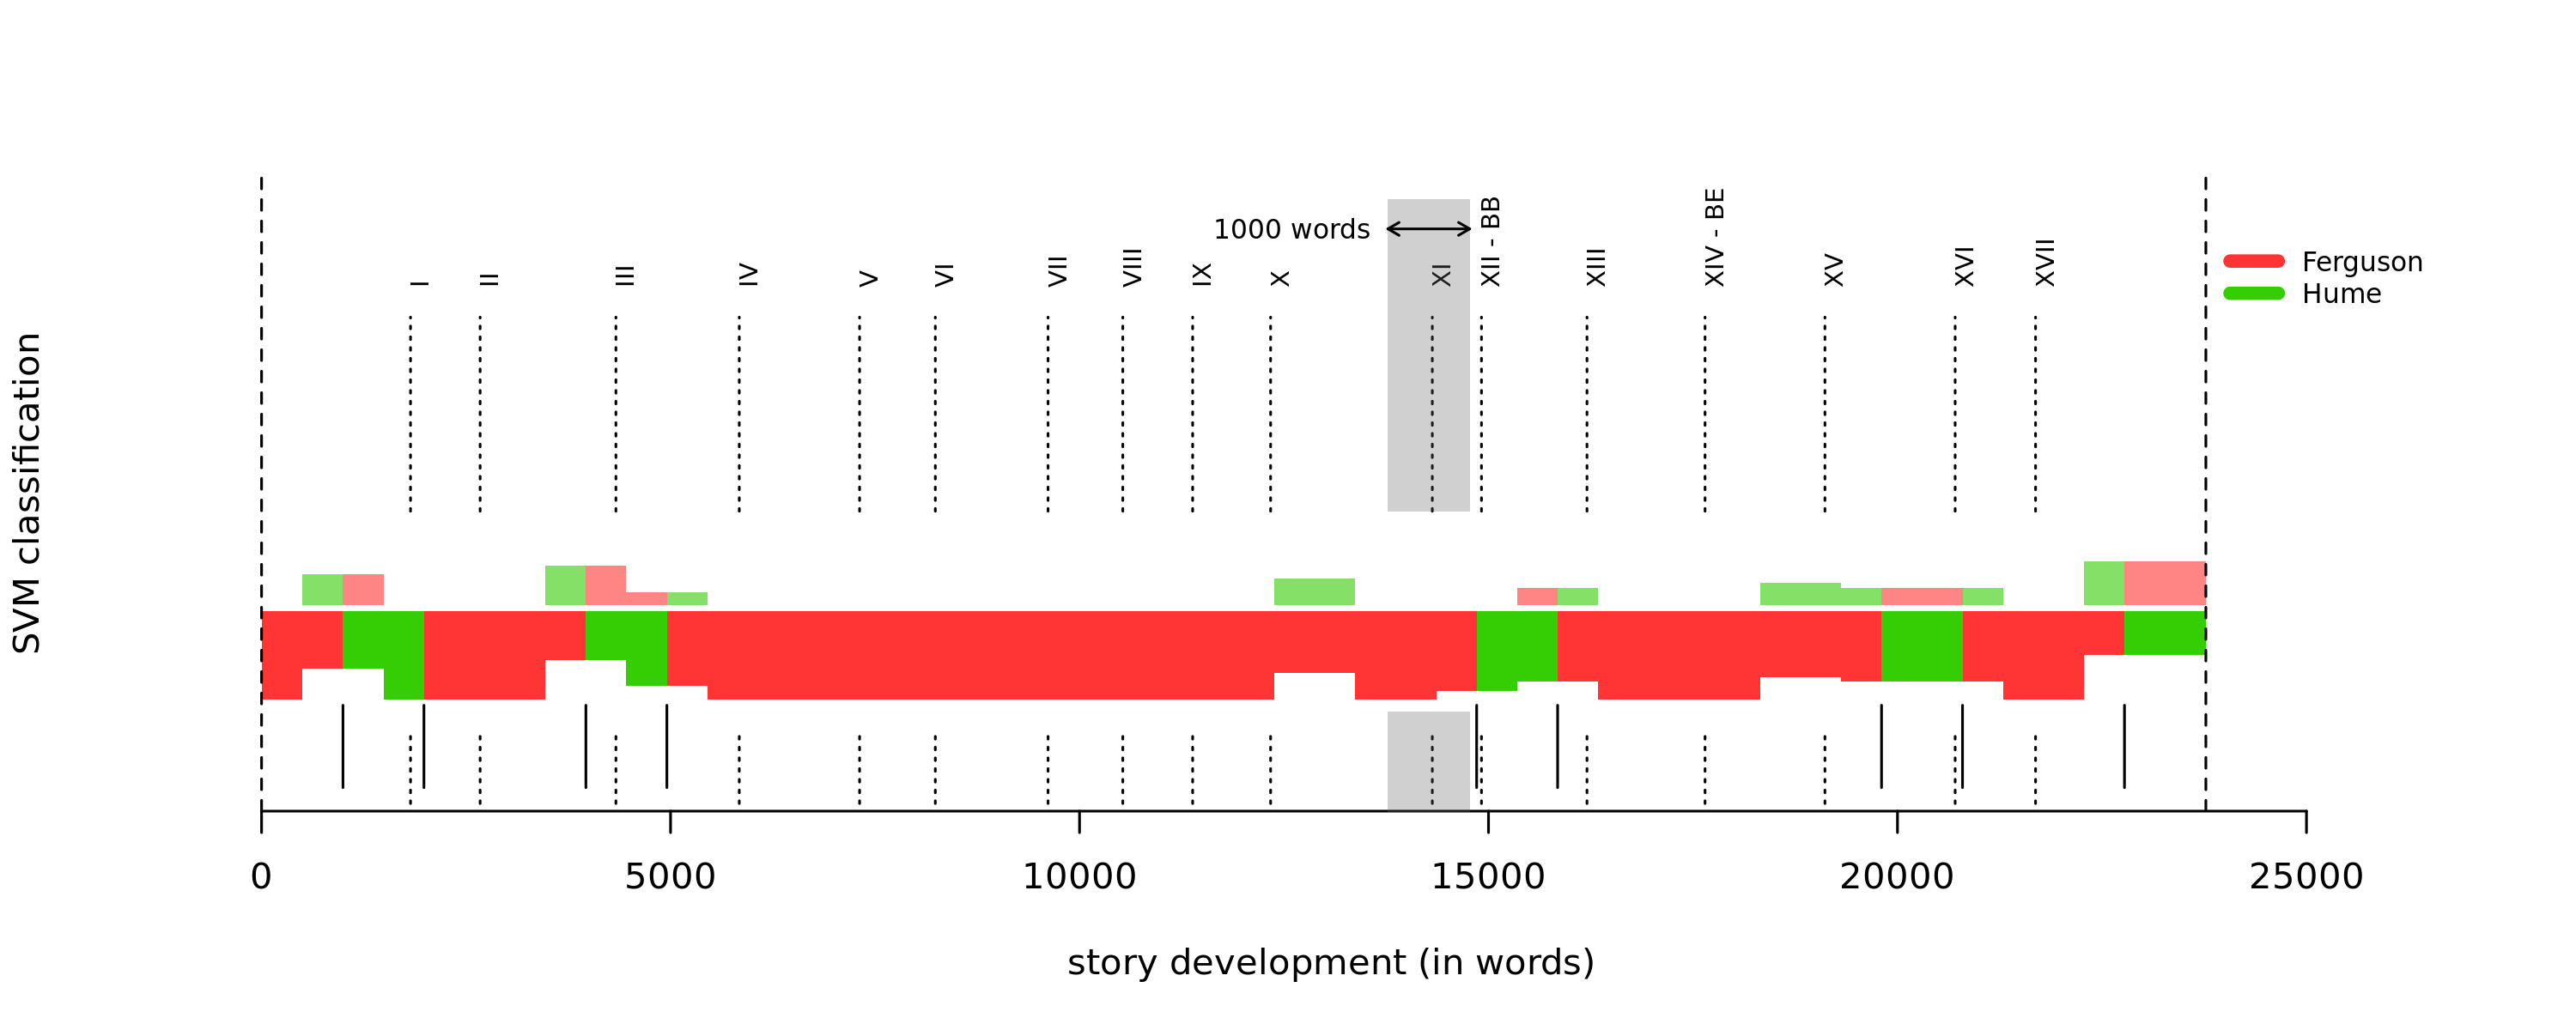 SVM classification
1000 words
I
II
III
IV
V
VI
VII
VIII
IX
X
XI
XII - BB
XIII
XIV - BE
XV
XVI
XVII
Ferguson
Hume
0
5000
10000
15000
20000
25000
story development (in words)